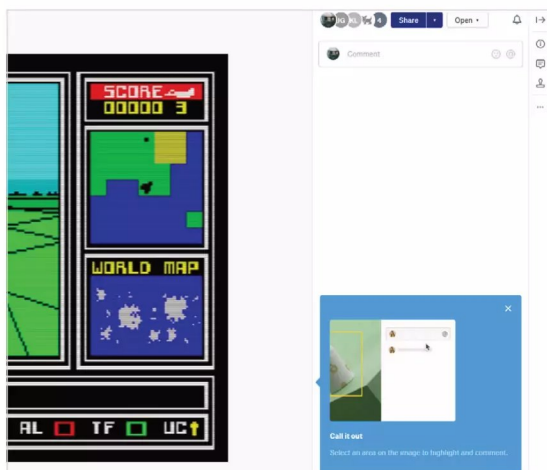 SCORE
00000 3
WORLD MAP
AL TF UC
4 Share Open
Comment
Call it out
Select an area on the image to highlight and comment.